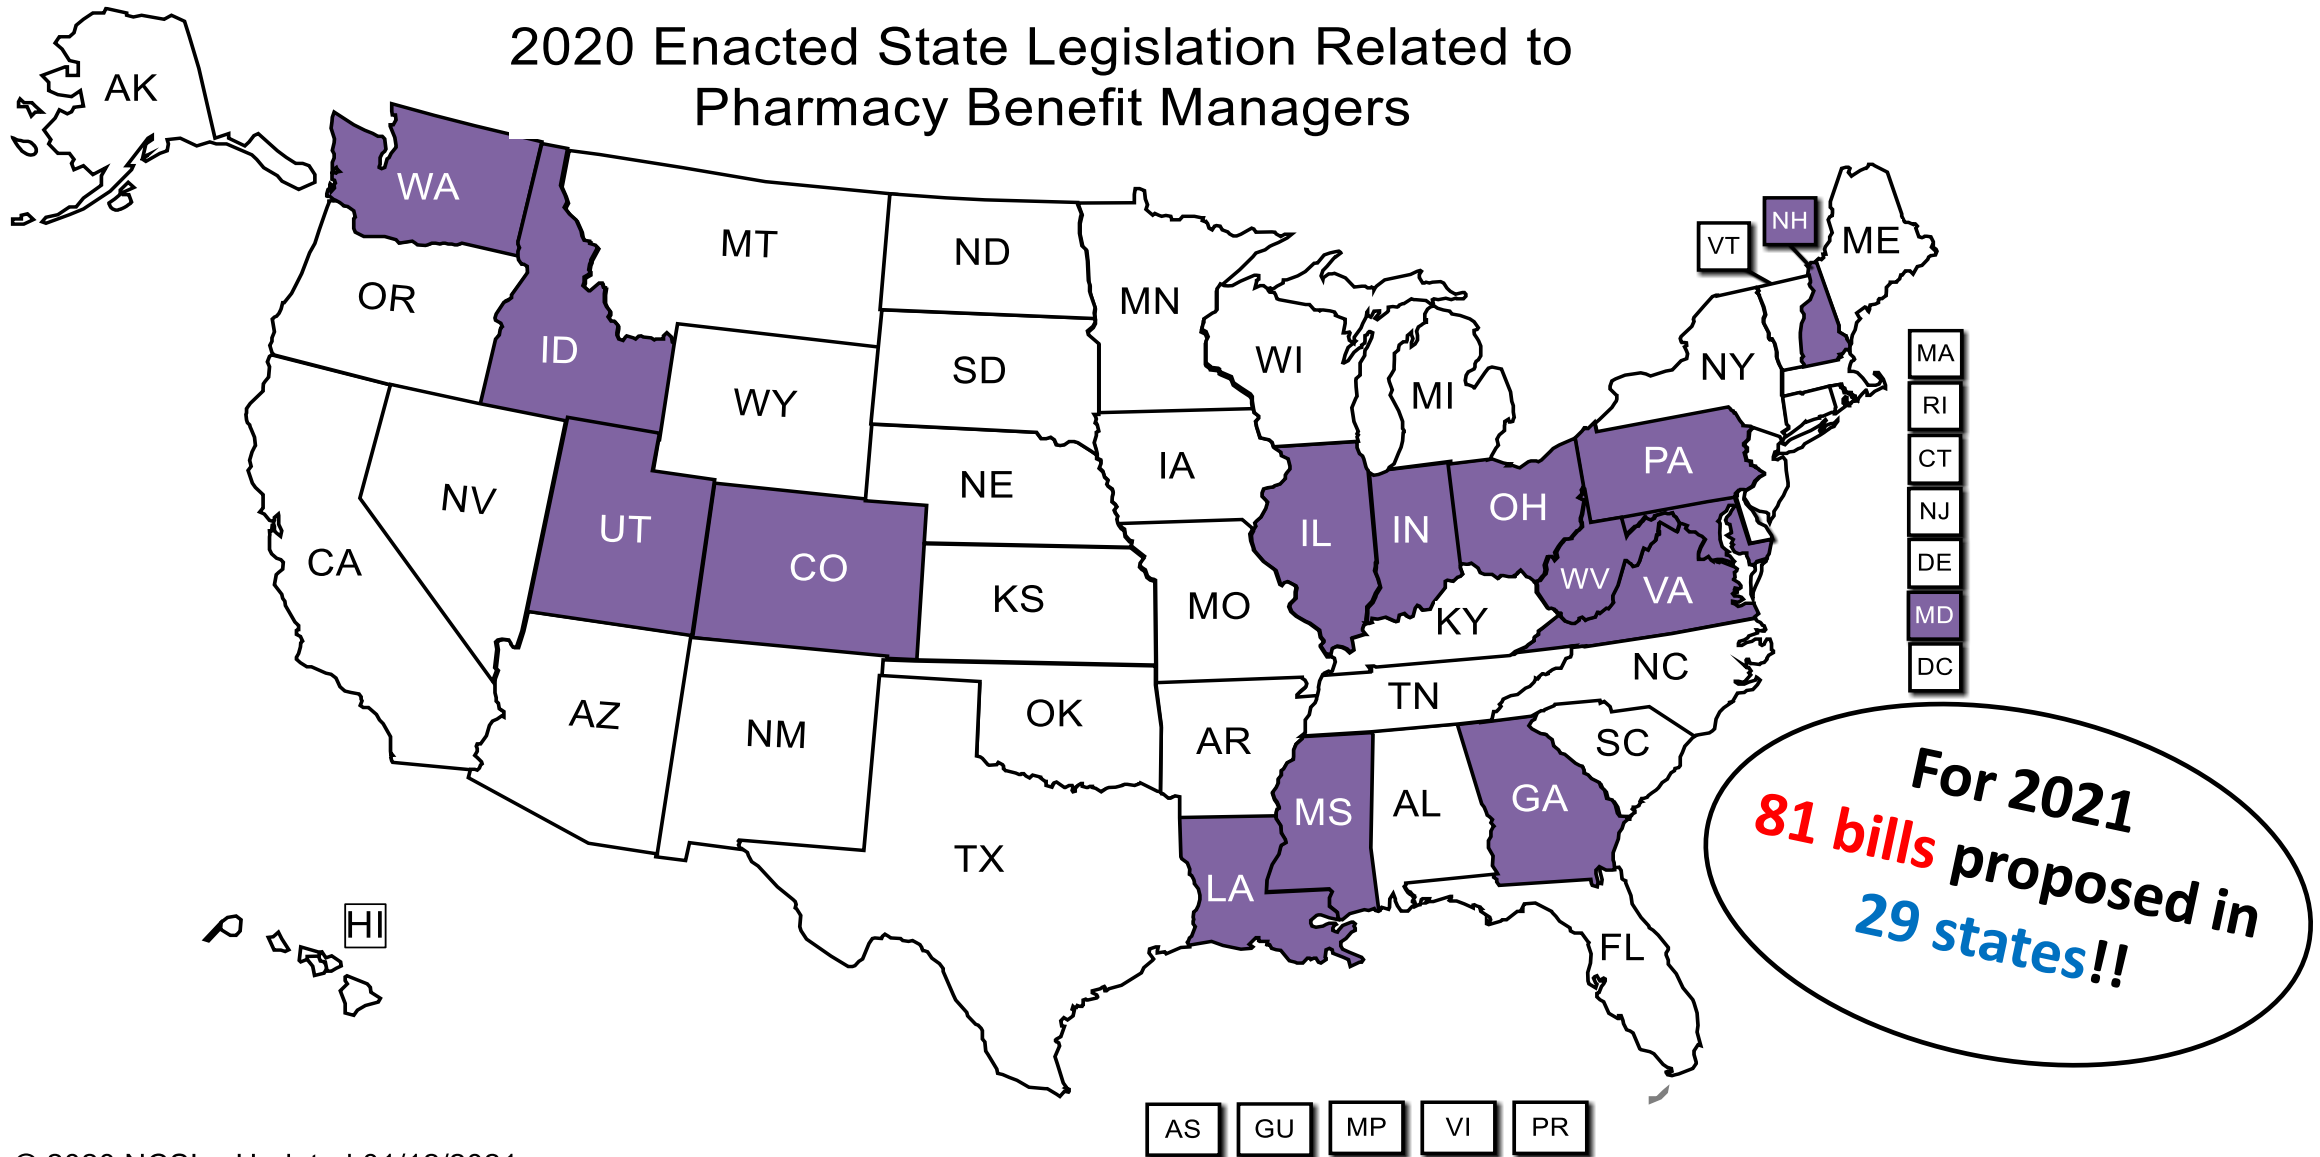 2020 Enacted State Legislation Related to
Pharmacy Benefit Managers
AK
WA
MT
ND
MN
VT
NH
ME
OR
ID
WY
SD
WI
MI
NY
MA
RI
CT
NJ
DE
MD
DC
NV
UT
CO
NE
IA
IL
IN
OH
PA
CA
KS
MO
KY
WV
VA
AZ
NM
OK
AR
TN
NC
SC
TX
LA
MS
AL
GA
FL
HI
For 2021
81 bills proposed in
29 states!!
AS
GU
MP
VI
PR